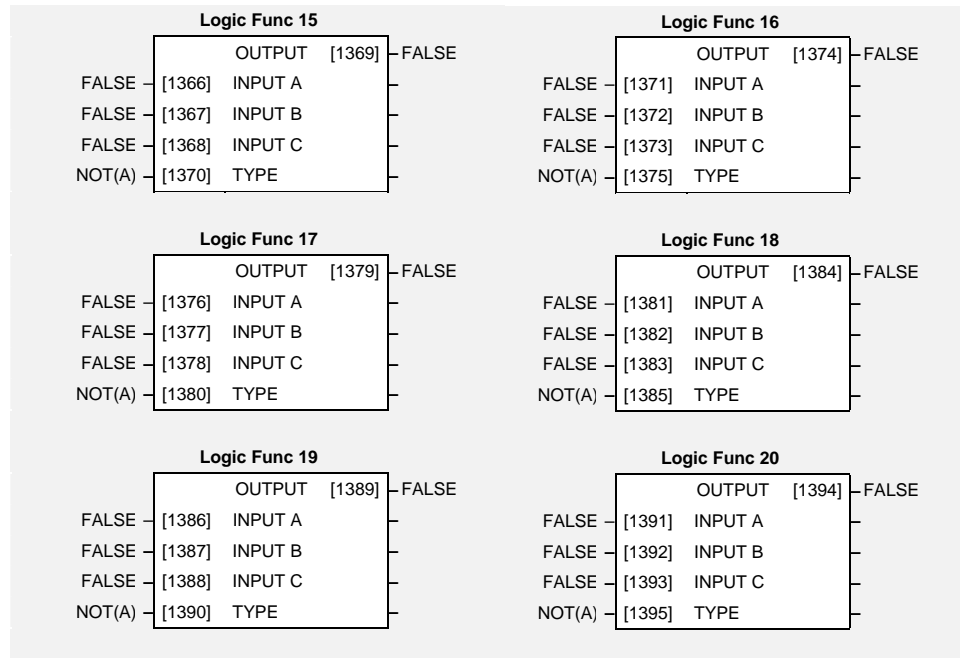 Logic Func 15
OUTPUT [1369] FALSE
FALSE [1366] INPUT A
FALSE [1367] INPUT B
FALSE [1368] INPUT C
NOT(A) [1370] TYPE
Logic Func 16
OUTPUT [1374] FALSE
FALSE [1371] INPUT A
FALSE [1372] INPUT B
FALSE [1373] INPUT C
NOT(A) [1375] TYPE
Logic Func 17
OUTPUT [1379] FALSE
FALSE [1376] INPUT A
FALSE [1377] INPUT B
FALSE [1378] INPUT C
NOT(A) [1380] TYPE
Logic Func 18
OUTPUT [1384] FALSE
FALSE [1381] INPUT A
FALSE [1382] INPUT B
FALSE [1383] INPUT C
NOT(A) [1385] TYPE
Logic Func 19
OUTPUT [1389] FALSE
FALSE [1386] INPUT A
FALSE [1387] INPUT B
FALSE [1388] INPUT C
NOT(A) [1390] TYPE
Logic Func 20
OUTPUT [1394] FALSE
FALSE [1391] INPUT A
FALSE [1392] INPUT B
FALSE [1393] INPUT C
NOT(A) [1395] TYPE